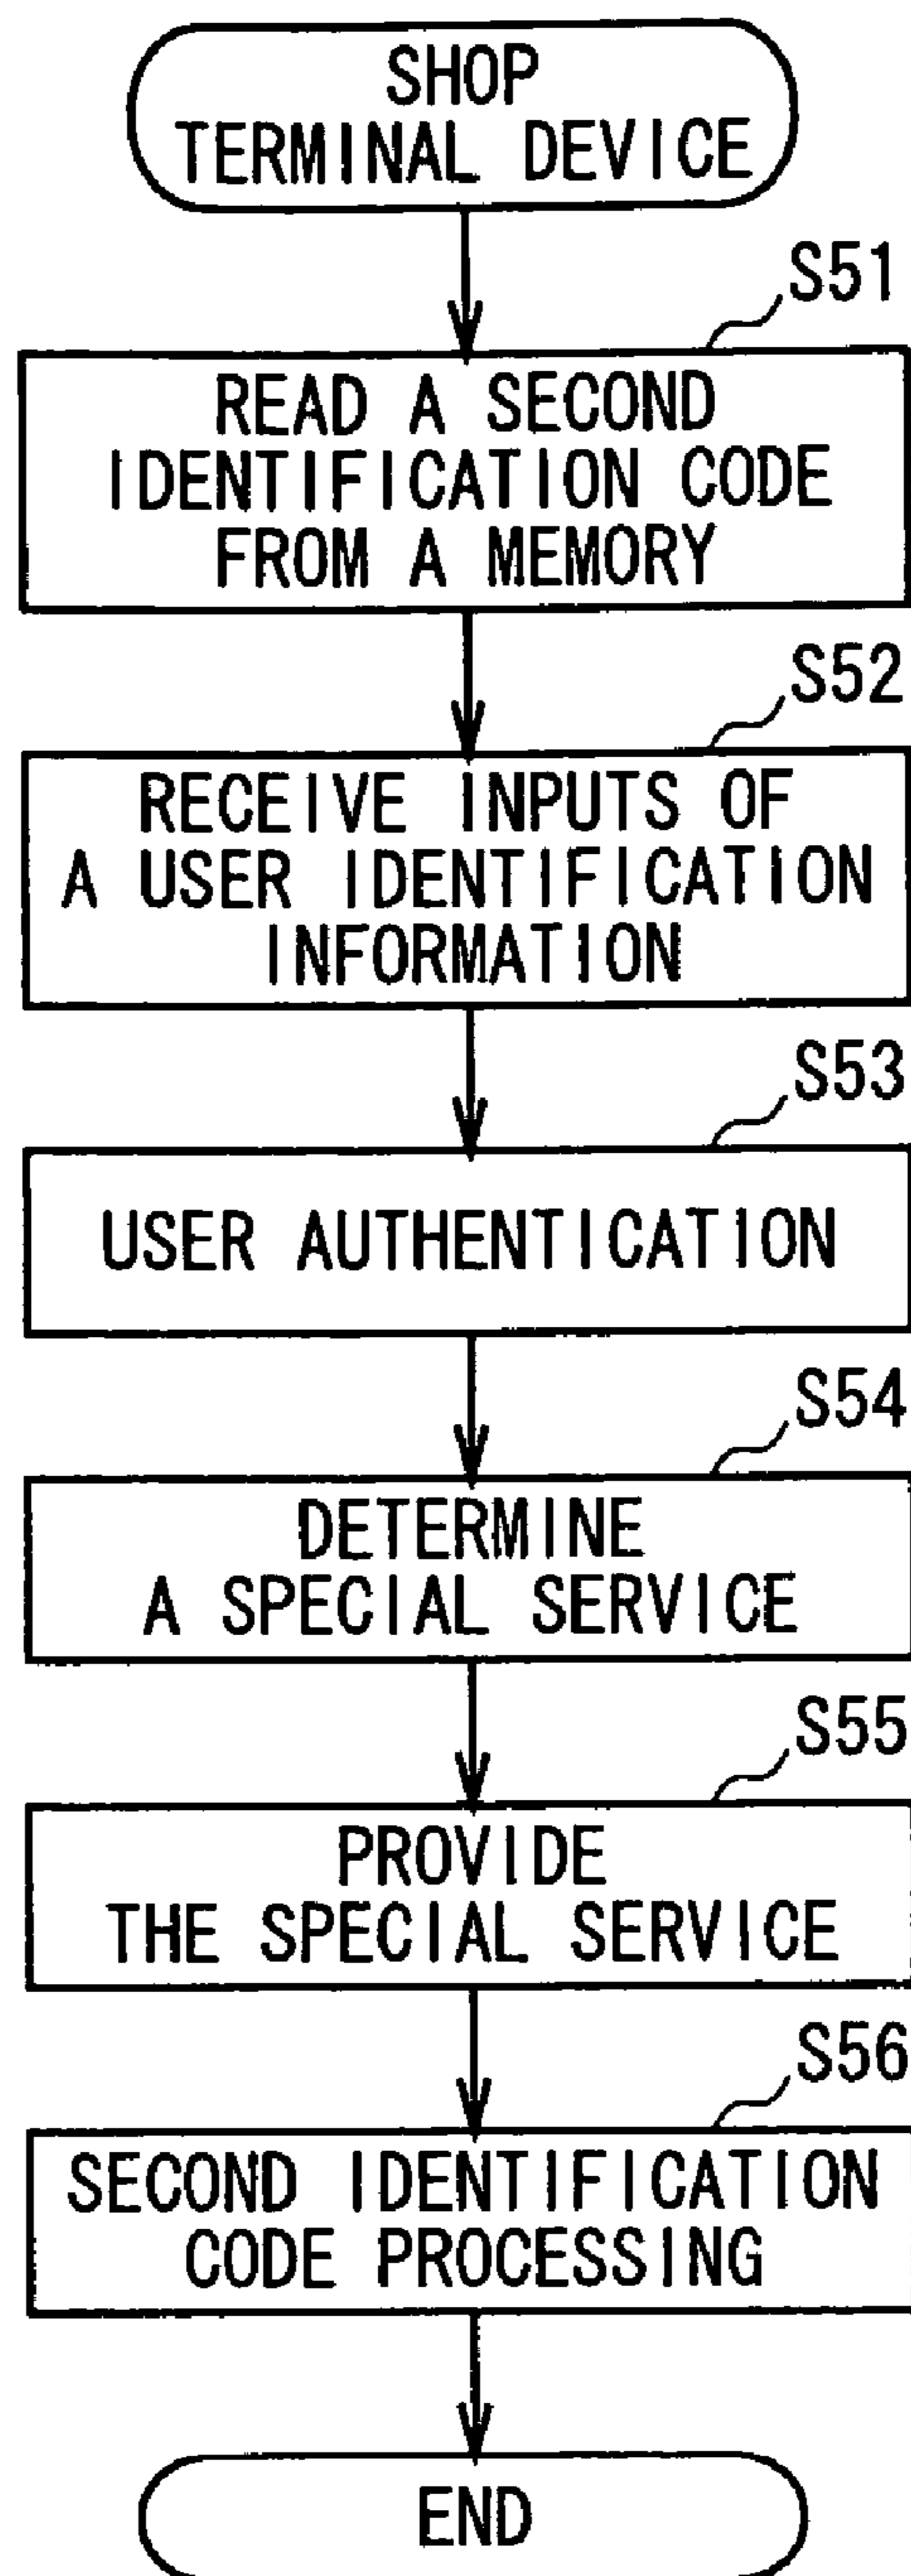 SHOP
TERMINAL DEVICE
S51
READ A SECOND
IDENTIFICATION CODE
FROM A MEMORY
S52
RECEIVE INPUTS OF
A USER IDENTIFICATION
INFORMATION
S53
USER AUTHENTICATION
S54
DETERMINE
A SPECIAL SERVICE
S55
PROVIDE
THE SPECIAL SERVICE
S56
SECOND IDENTIFICATION
CODE PROCESSING
END